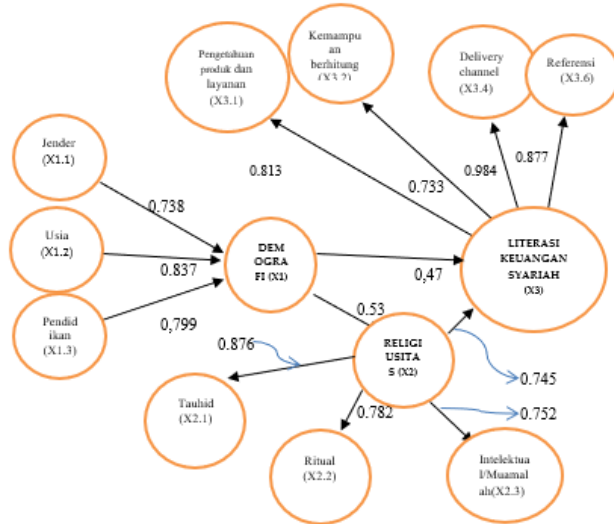 Pengetahuan
produk dan
layanan
(X3.1)
Kemampu
an
berhitung
(X3.2)
Delivery
channel
(X3.4)
Referensi
(X3.6)
Jender
(X1.1)
0.813
0.733
0.984
0.877
0.738
Usia
(X1.2)
0.837
DEM
OGRA
FI (X1)
LITERASI
KEUANGAN
SYARIAH
(X3)
0,47
Pendid
ikan
(X1.3)
0,799
0.53
0.876
RELIGI
USITA
S (X2)
0.745
0.752
0.782
Tauhid
(X2.1)
Ritual
(X2.2)
Intelektua
l/Muamal
ah(X2.3)